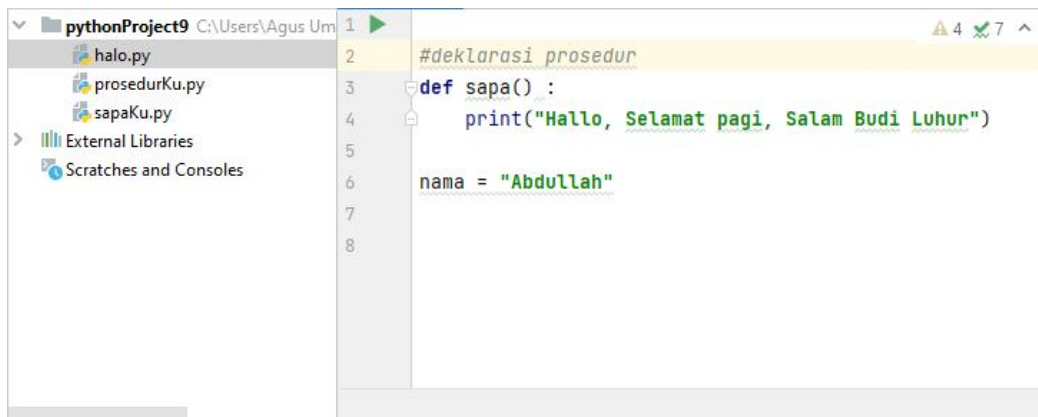 pythonProject9 C:\Users\Agus Um
halo.py
prosedurKu.py
sapaKu.py
External Libraries
Scratches and Consoles
4 7
1
2 #deklarasi prosedur
3 def sapa() :
4 print("Hallo, Selamat pagi, Salam Budi Luhur")
5
6 nama = "Abdullah"
7
8